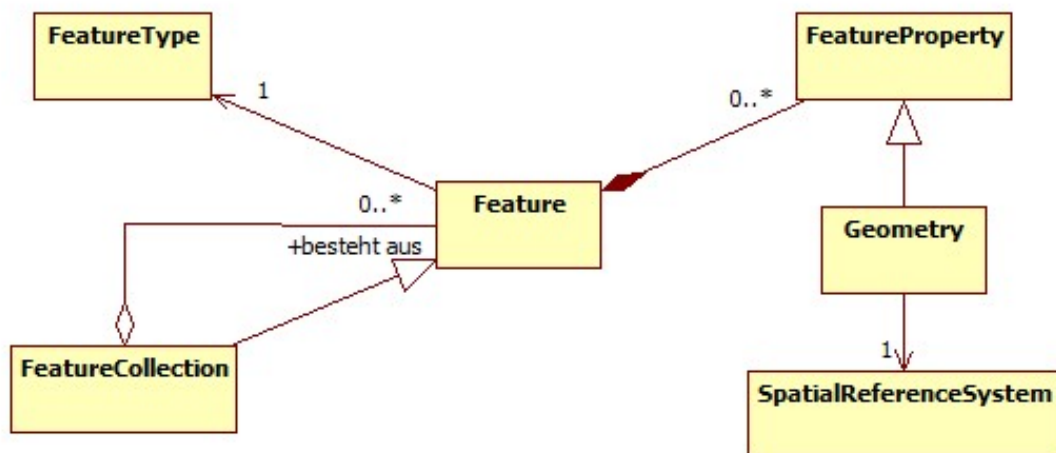 FeatureType
FeatureProperty
1
0..*
0..*
Feature
Geometry
+besteht aus
FeatureCollection
1
SpatialReferenceSystem